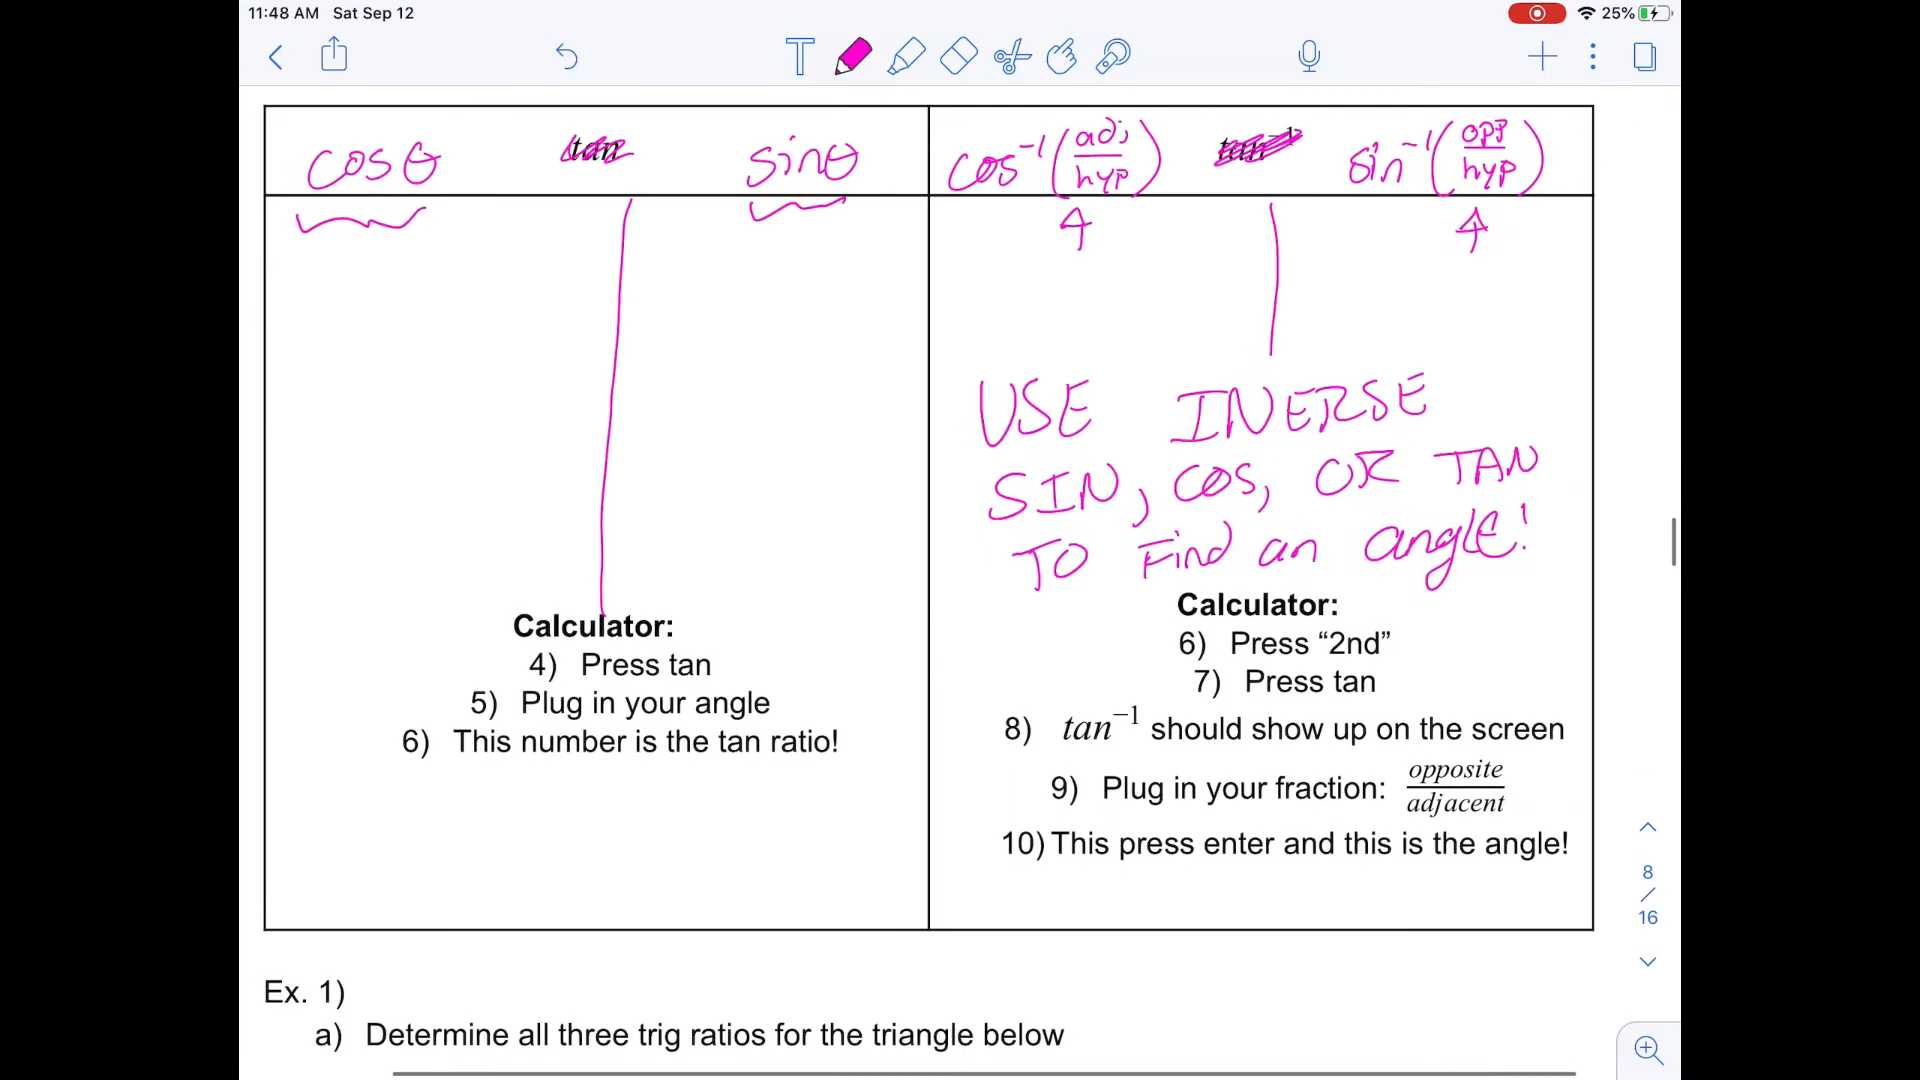 11:48 AM Sat Sep 12
25%
T
cos θ tan sin θ
cos⁻¹(adj/hyp) tan⁻¹ sin⁻¹(opp/hyp)
USE INVERSE
SIN, COS, OR TAN
TO Find an angle!
Calculator:
4) Press tan
5) Plug in your angle
6) This number is the tan ratio!
Calculator:
6) Press “2nd”
7) Press tan
8) tan⁻¹ should show up on the screen
9) Plug in your fraction: opposite/adjacent
10) This press enter and this is the angle!
8
/
16
Ex. 1)
a) Determine all three trig ratios for the triangle below